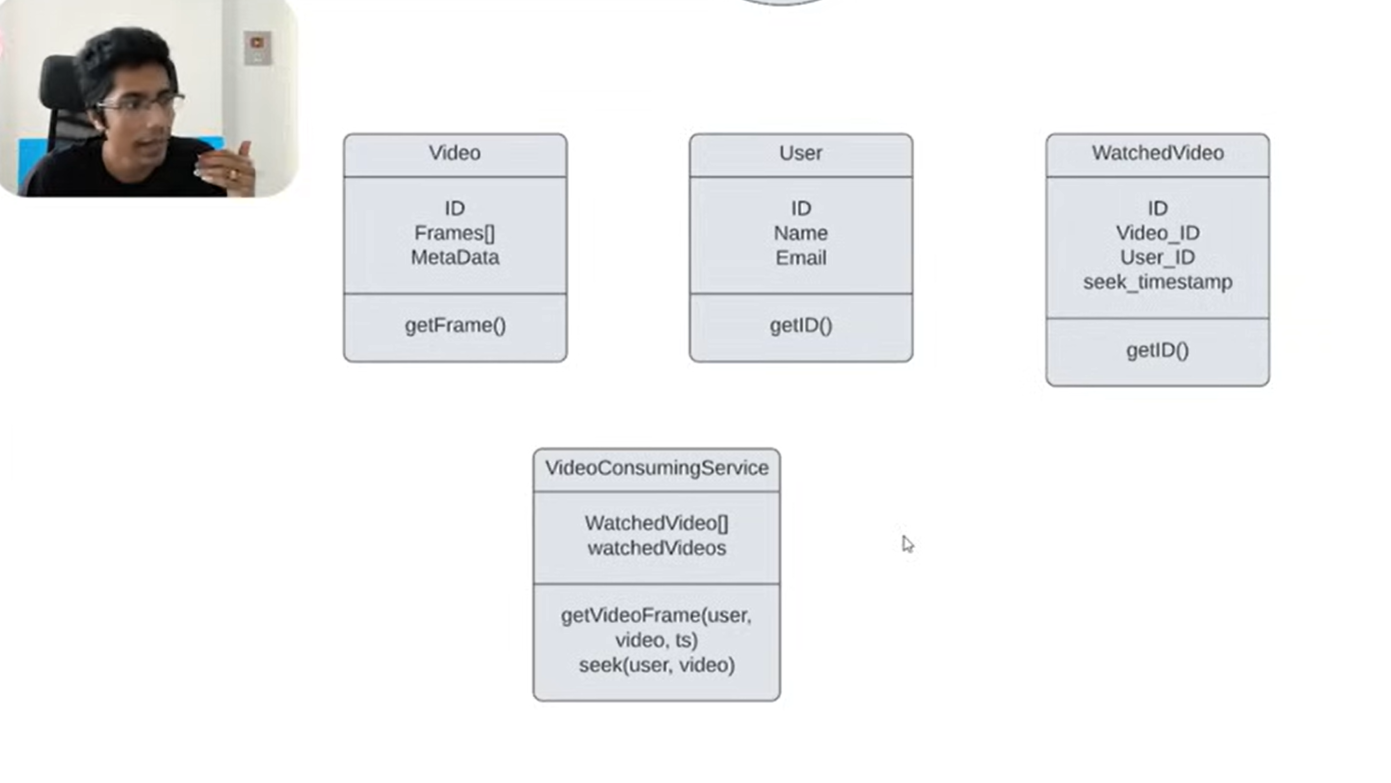 Video
ID
Frames[]
MetaData
getFrame()
User
ID
Name
Email
getID()
WatchedVideo
ID
Video_ID
User_ID
seek_timestamp
getID()
VideoConsumingService
WatchedVideo[]
watchedVideos
getVideoFrame(user,
video, ts)
seek(user, video)